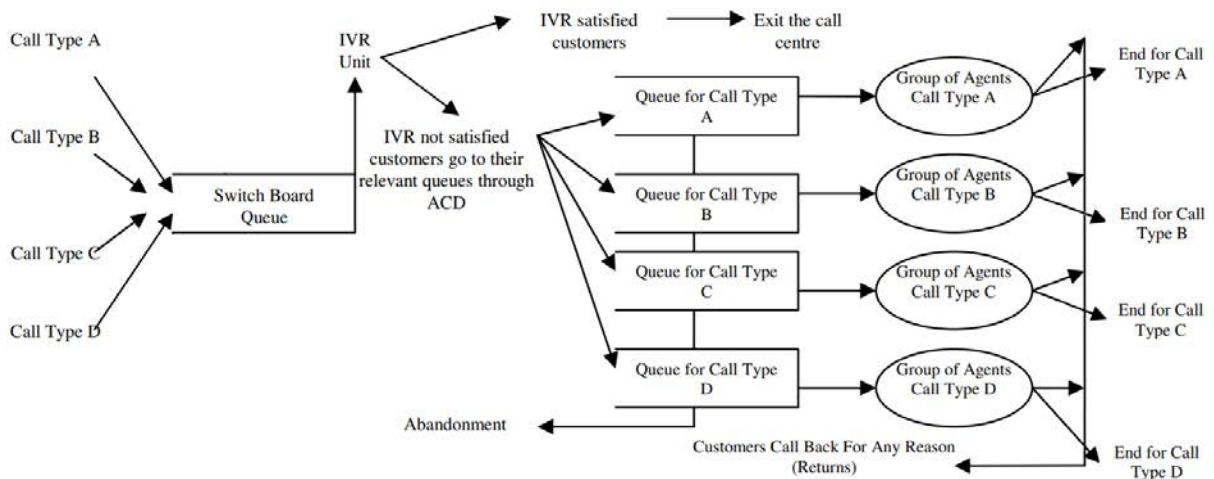 Call Type A
Call Type B
Call Type C
Call Type D
Switch Board
Queue
IVR
Unit
IVR satisfied
customers
Exit the call
centre
IVR not satisfied
customers go to their
relevant queues through
ACD
Queue for Call Type
A
Queue for Call Type
B
Queue for Call Type
C
Queue for Call Type
D
Group of Agents
Call Type A
Group of Agents
Call Type B
Group of Agents
Call Type C
Group of Agents
Call Type D
End for Call
Type A
End for Call
Type B
End for Call
Type C
End for Call
Type D
Abandonment
Customers Call Back For Any Reason
(Returns)